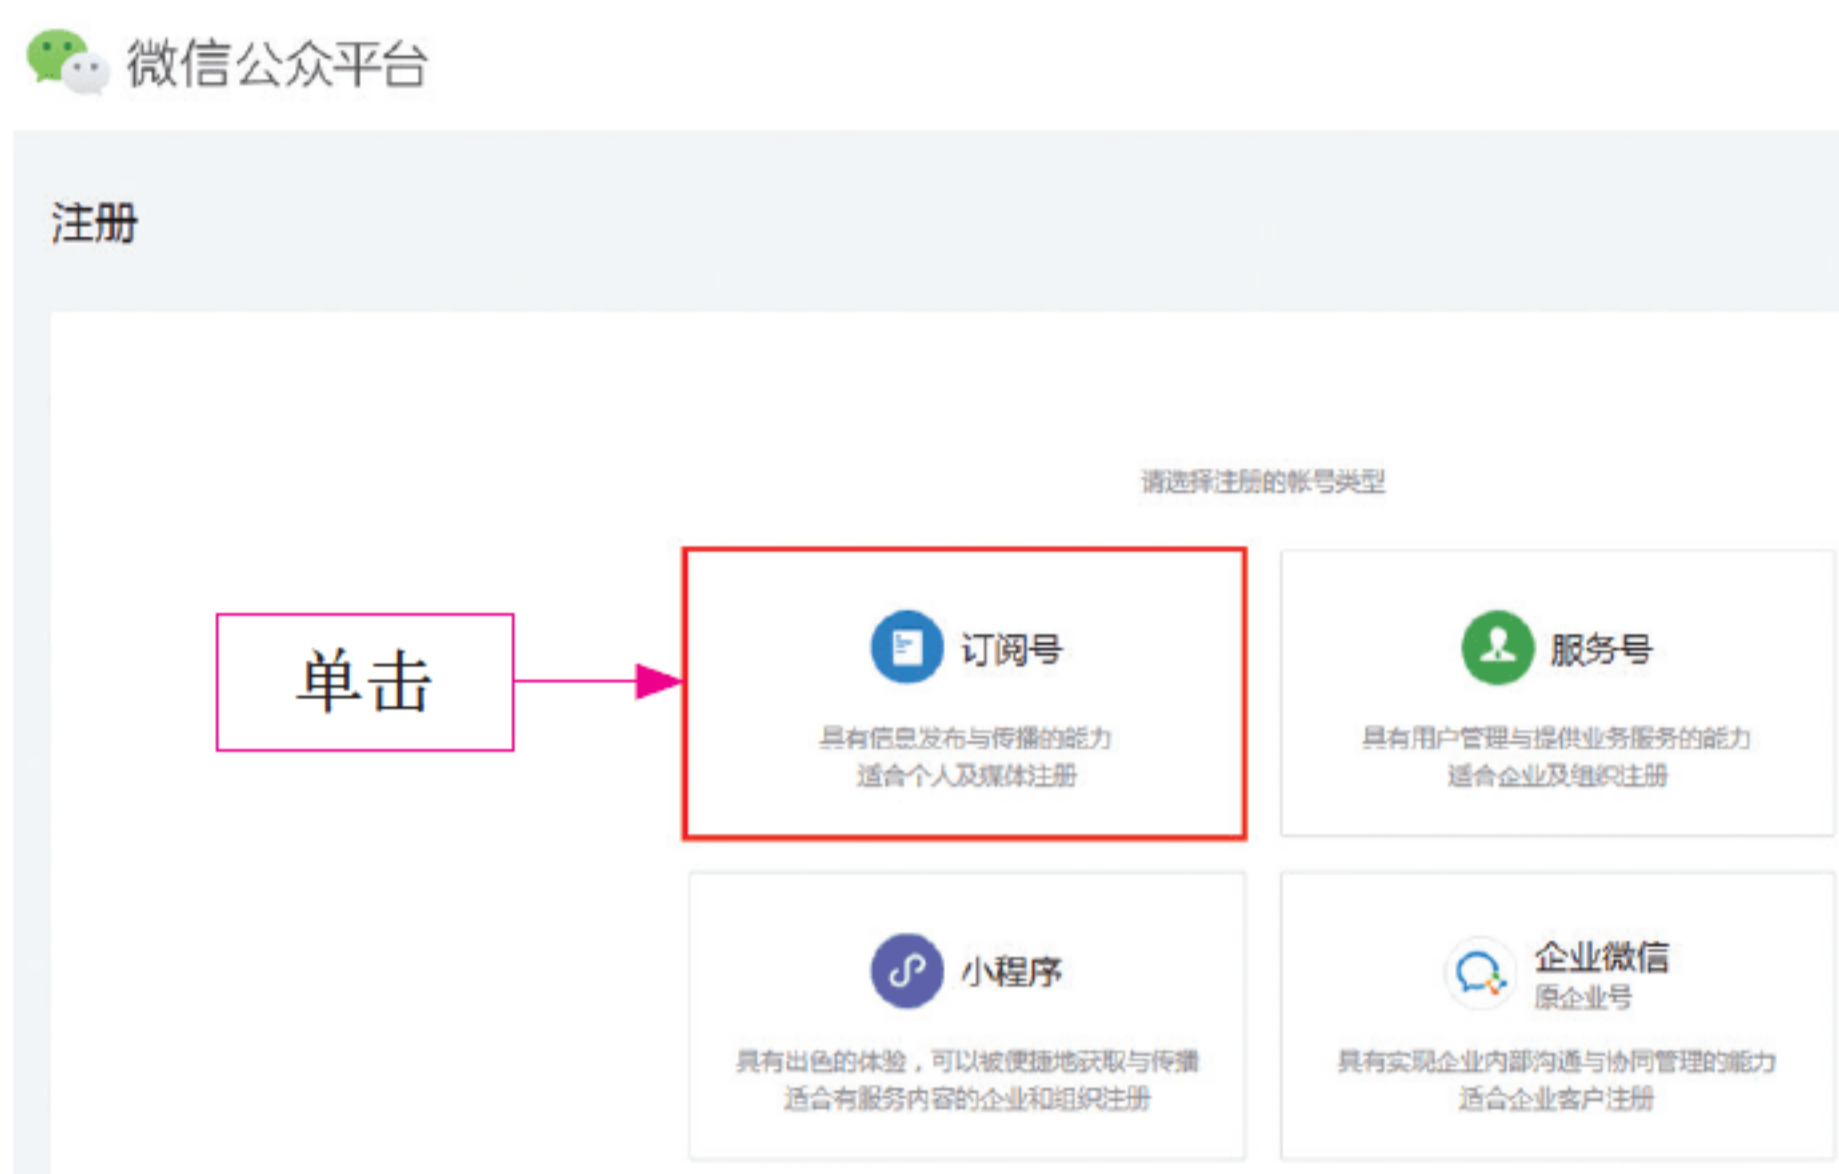 微信公众平台
注册
请选择注册的帐号类型
单击
订阅号
具有信息发布与传播的能力
适合个人及媒体注册
服务号
具有用户管理与提供业务服务的能力
适合企业及组织注册
小程序
具有出色的体验，可以被便捷地获取与传播
适合有服务内容的企业和组织注册
企业微信
原企业号
具有实现企业内部沟通与协同管理的能力
适合企业客户注册